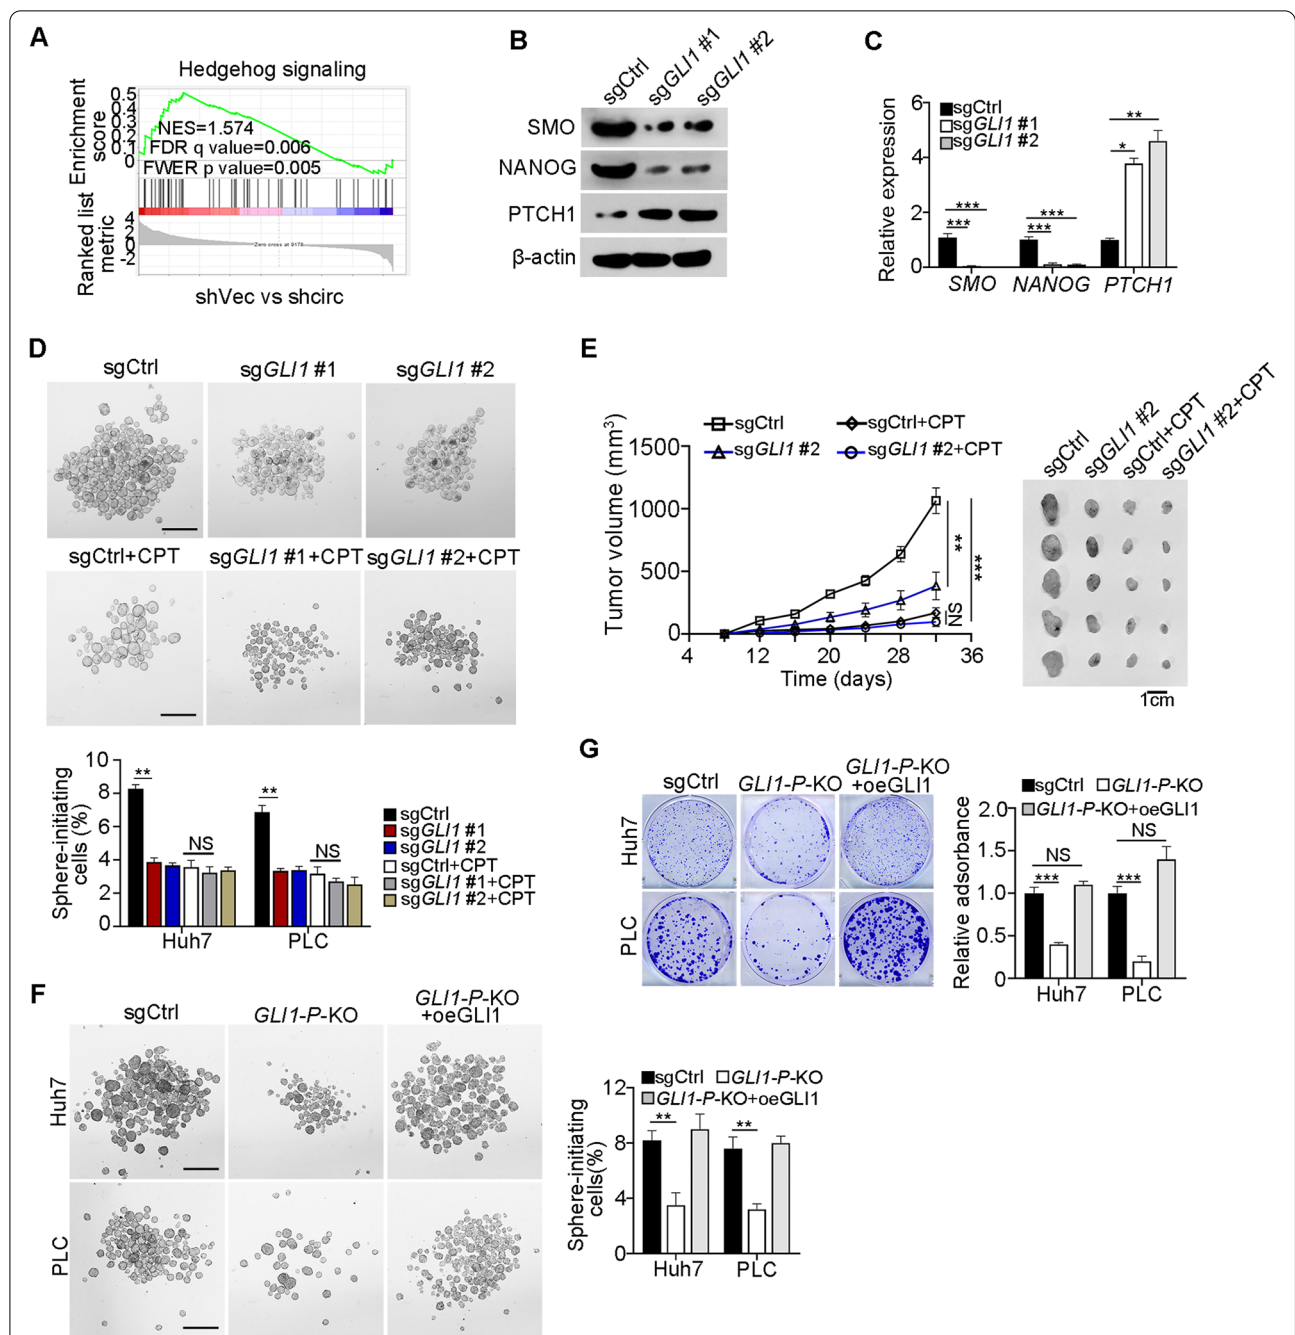 A
Hedgehog signaling
Enrichment
score
0.5
0.4
0.3
0.2
0.1
0
NES=1.574
FDR q value=0.006
FWER p value=0.005
Ranked list
metric
4
2
0
-2
Zero cross at 9178
shVec vs shcirc
B
sgCtrl
sgGLI1 #1
sgGLI1 #2
SMO
NANOG
PTCH1
β-actin
C
sgCtrl
sgGLI1 #1
sgGLI1 #2
Relative expression
6
4
2
0
***
***
***
***
**
*
SMO NANOG PTCH1
D
sgCtrl sgGLI1 #1 sgGLI1 #2
sgCtrl+CPT sgGLI1 #1+CPT sgGLI1 #2+CPT
Sphere-initiating
cells (%)
10
8
6
4
2
0
** NS ** NS
Huh7 PLC
sgCtrl
sgGLI1 #1
sgGLI1 #2
sgCtrl+CPT
sgGLI1 #1+CPT
sgGLI1 #2+CPT
E
sgCtrl sgCtrl+CPT
sgGLI1 #2 sgGLI1 #2+CPT
Tumor volume (mm³)
1500
1000
500
0
4 12 20 28 36
Time (days)
**
***
NS
sgCtrl
sgGLI1 #2
sgCtrl+CPT
sgGLI1 #2+CPT
1cm
G
sgCtrl GLI1-P-KO GLI1-P-KO
+oeGLI1
Huh7
PLC
sgCtrl GLI1-P-KO
GLI1-P-KO+oeGLI1
Relative adsorbance
2.0
1.5
1.0
0.5
0
NS
***
NS
***
Huh7 PLC
F
sgCtrl GLI1-P-KO GLI1-P-KO
+oeGLI1
Huh7
PLC
sgCtrl GLI1-P-KO
GLI1-P-KO+oeGLI1
Sphere-initiating
cells(%)
12
8
4
0
** **
Huh7 PLC